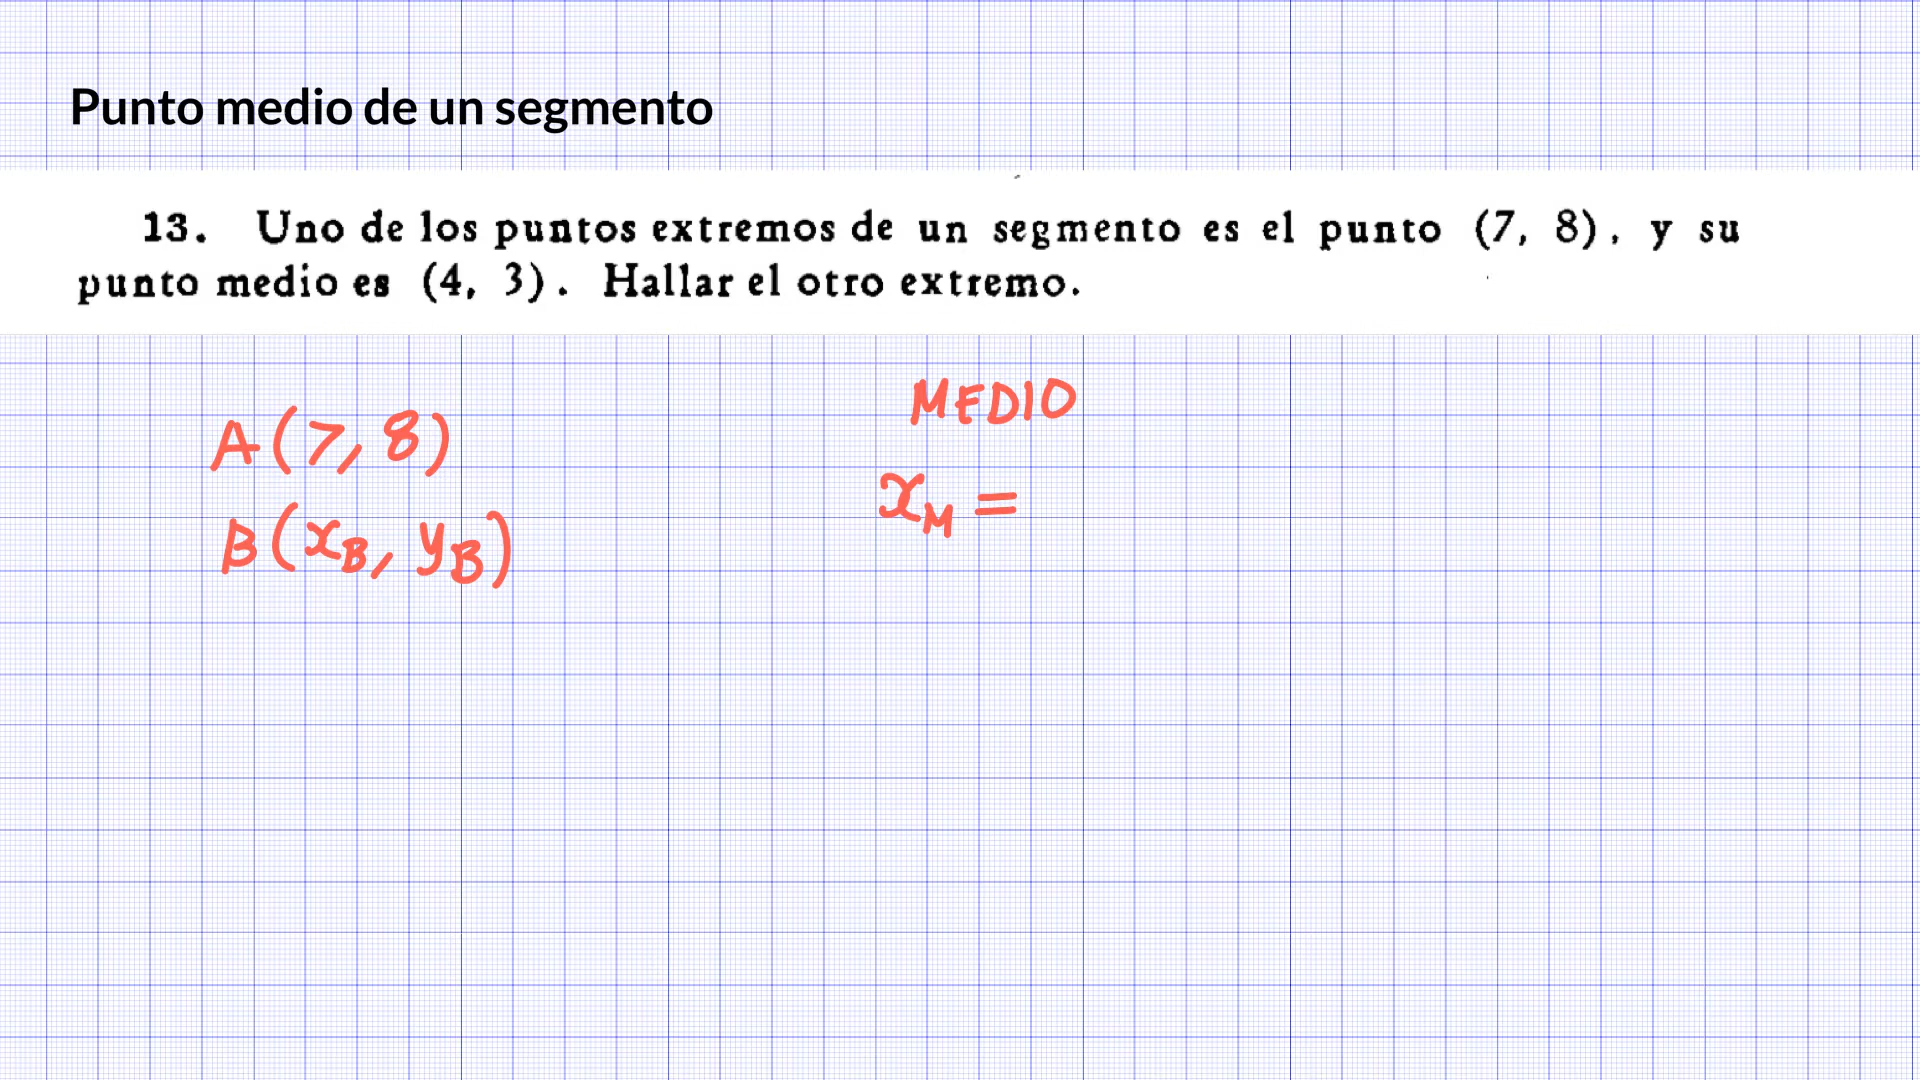 Punto medio de un segmento
13. Uno de los puntos extremos de un segmento es el punto (7, 8), y su
punto medio es (4, 3). Hallar el otro extremo.
A(7,8)
B(x_B, y_B)
MEDIO
x_M =